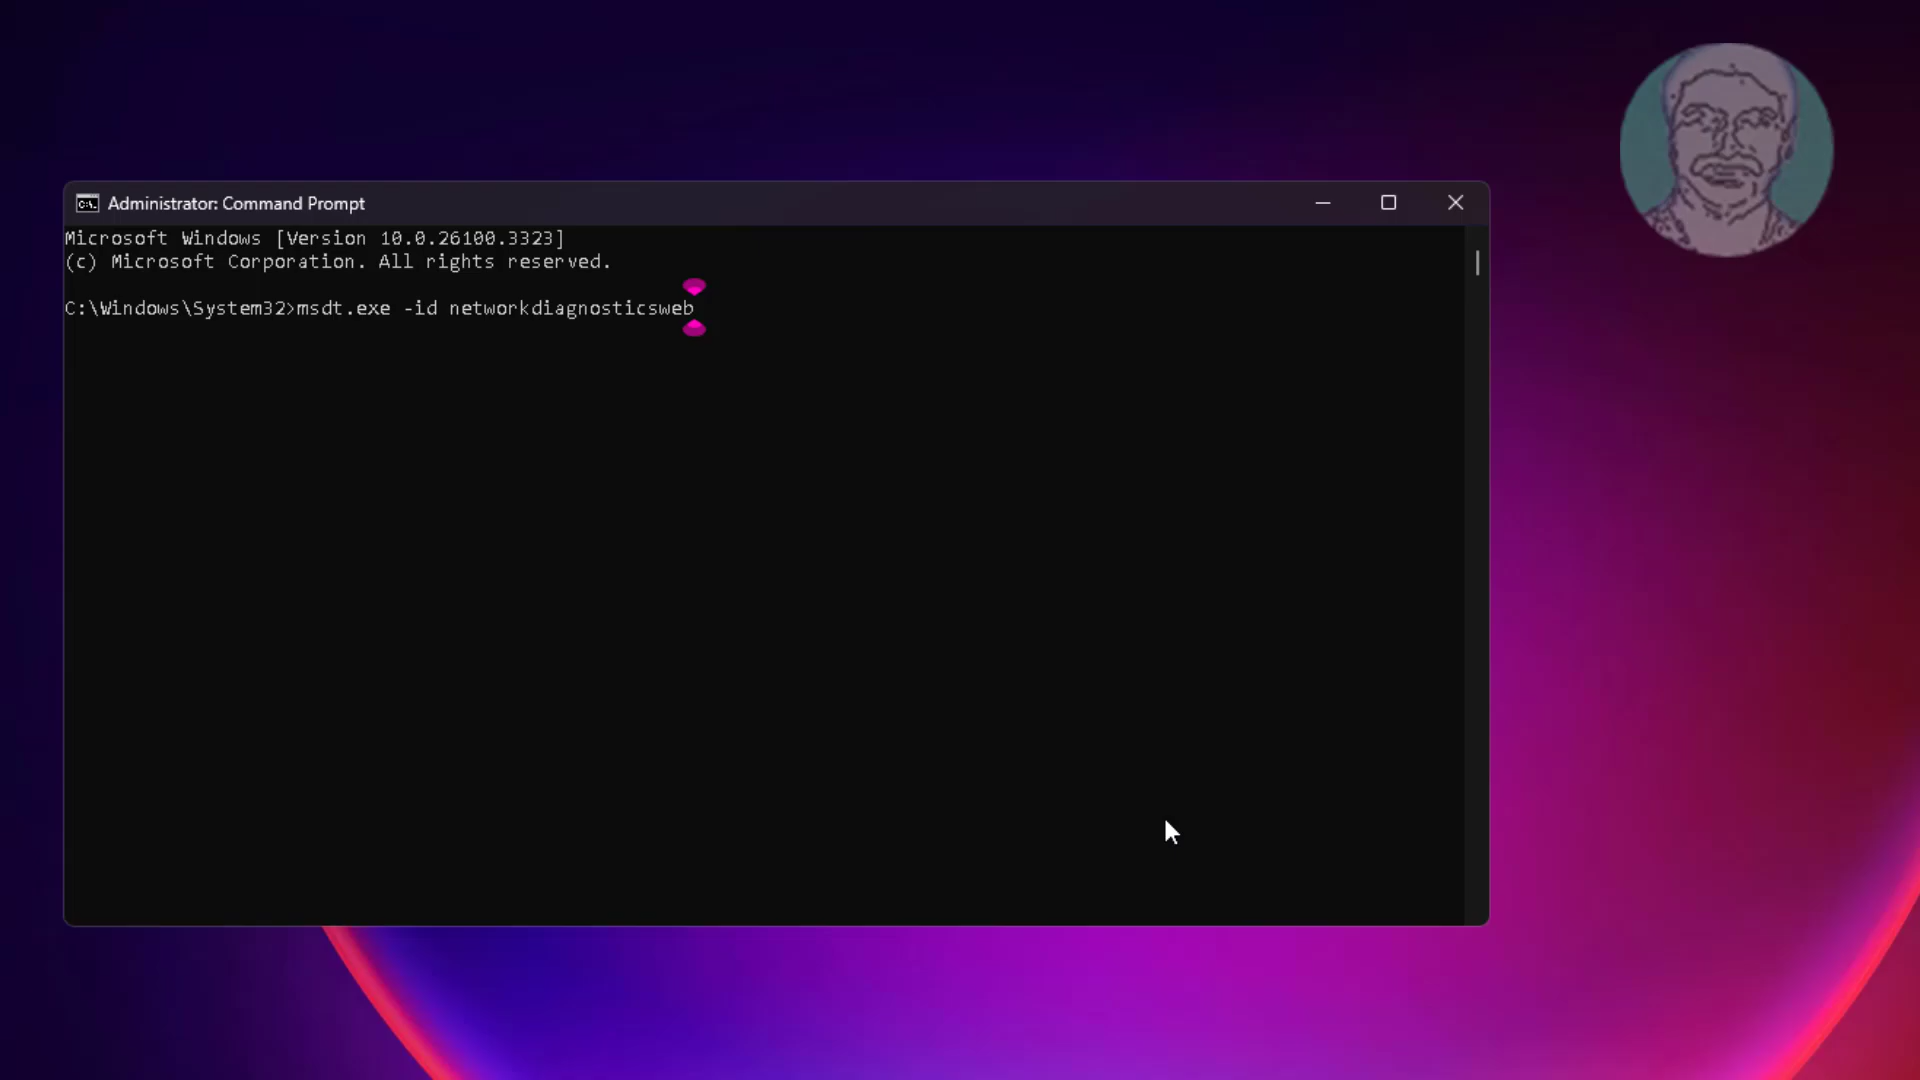 Administrator: Command Prompt
Microsoft Windows [Version 10.0.26100.3323]
(c) Microsoft Corporation. All rights reserved.
C:\Windows\System32>msdt.exe -id networkdiagnosticsweb